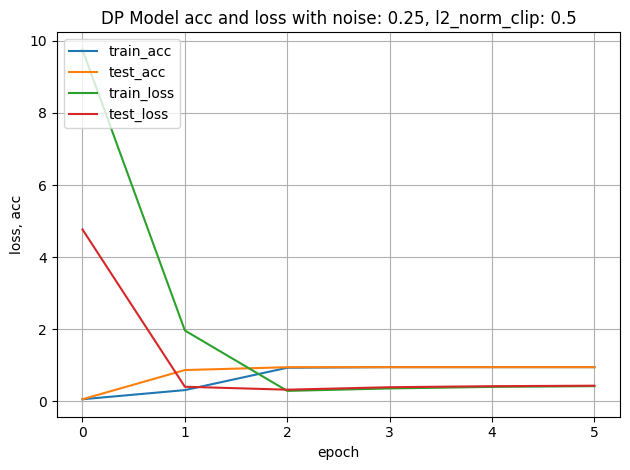 DP Model acc and loss with noise: 0.25, l2_norm_clip: 0.5
10
8
6
4
2
0
loss, acc
train_acc
test_acc
train_loss
test_loss
0 1 2 3 4 5
epoch